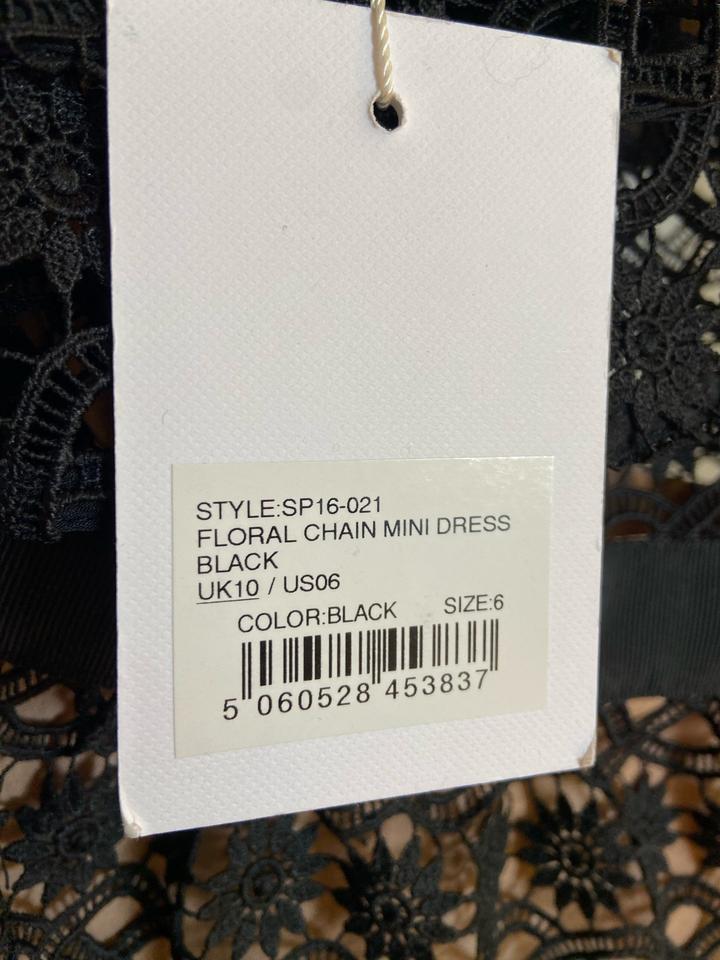 STYLE:SP16-021
FLORAL CHAIN MINI DRESS
BLACK
UK10 / US06
COLOR:BLACK SIZE:6
5 060528 453837